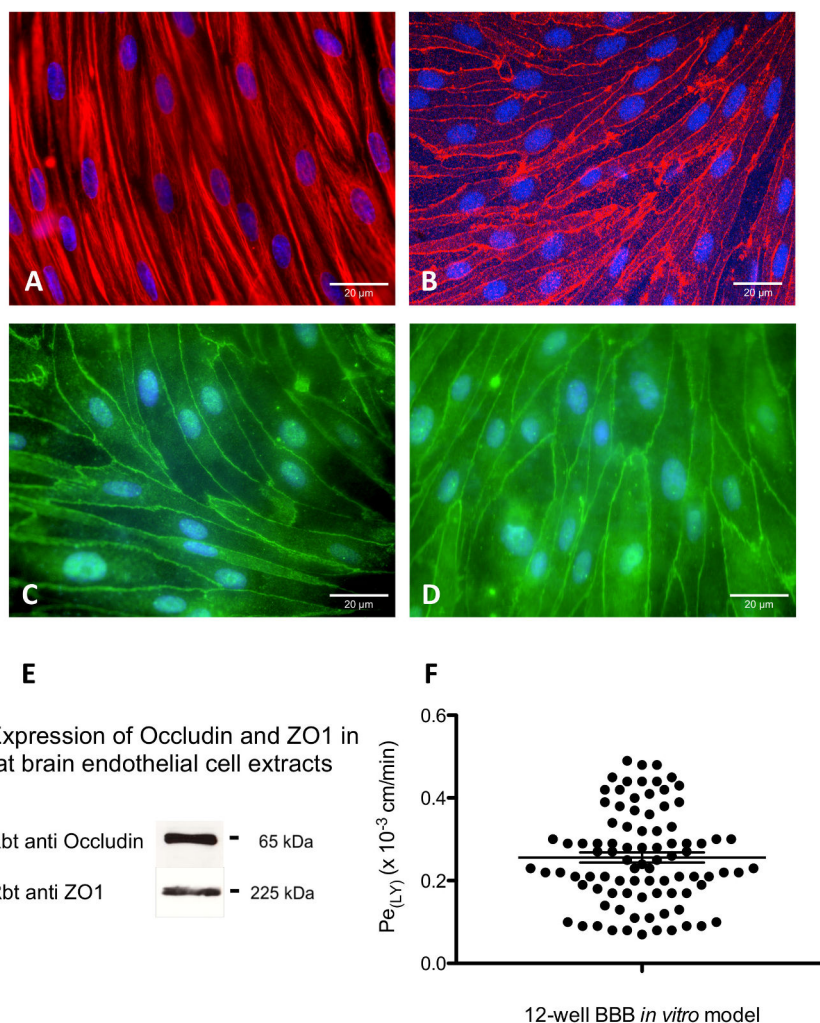 A
20 µm
B
20 µm
C
20 µm
D
20 µm
E
xpression of Occludin and ZO1 in
at brain endothelial cell extracts
bt anti Occludin
65 kDa
bt anti ZO1
225 kDa
F
0.6
0.4
0.2
0.0
Pe(LY) (x 10-3 cm/min)
12-well BBB in vitro model